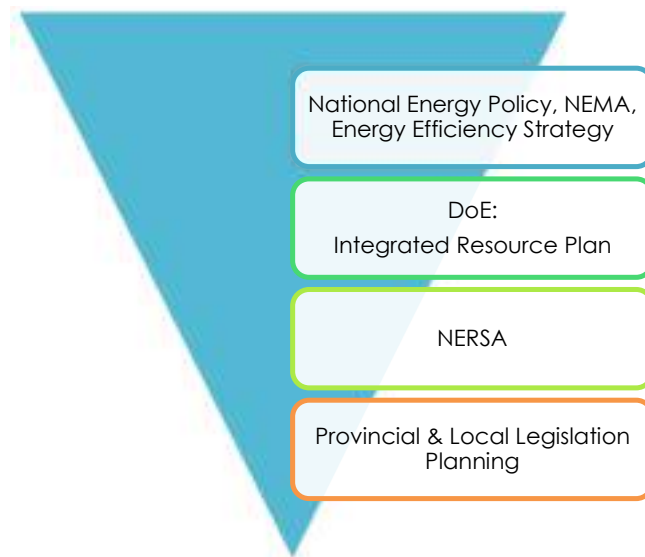 National Energy Policy, NEMA,
Energy Efficiency Strategy
DoE:
Integrated Resource Plan
NERSA
Provincial & Local Legislation
Planning